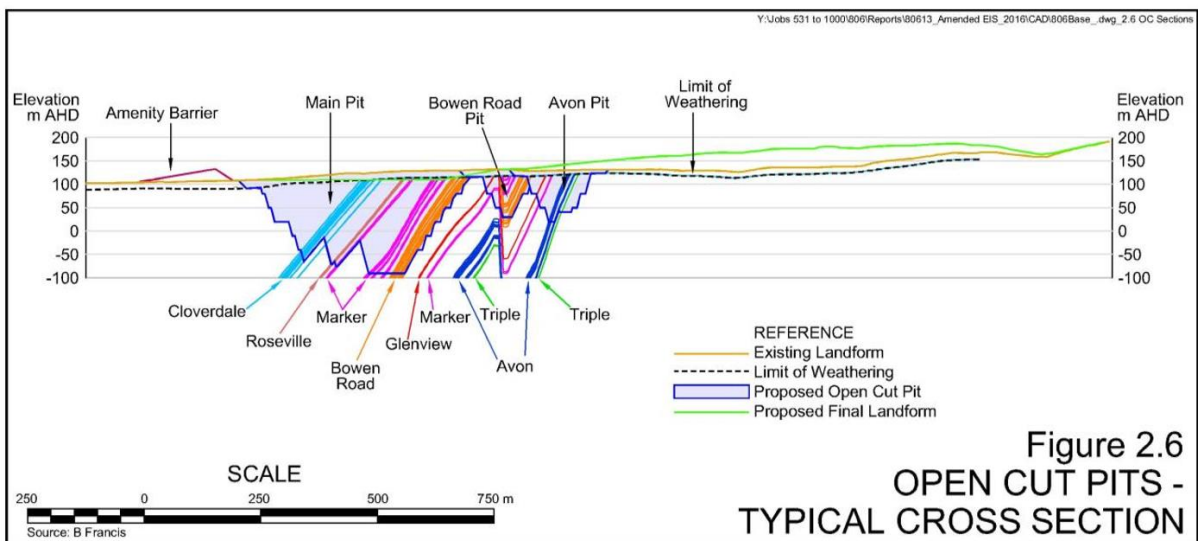 Y:\Jobs 531 to 1000\806\Reports\80613_Amended EIS_2016\CAD\806Base_.dwg_2.6 OC Sections
Elevation
m AHD
Amenity Barrier
Main Pit
Bowen Road
Pit
Avon Pit
Limit of
Weathering
Elevation
m AHD
200
150
100
50
0
-50
-100
200
150
100
50
0
-50
-100
Cloverdale
Roseville
Marker
Bowen
Road
Marker
Glenview
Triple
Avon
Triple
REFERENCE
Existing Landform
Limit of Weathering
Proposed Open Cut Pit
Proposed Final Landform
SCALE
250 0 250 500 750 m
Source: B Francis
Figure 2.6
OPEN CUT PITS -
TYPICAL CROSS SECTION